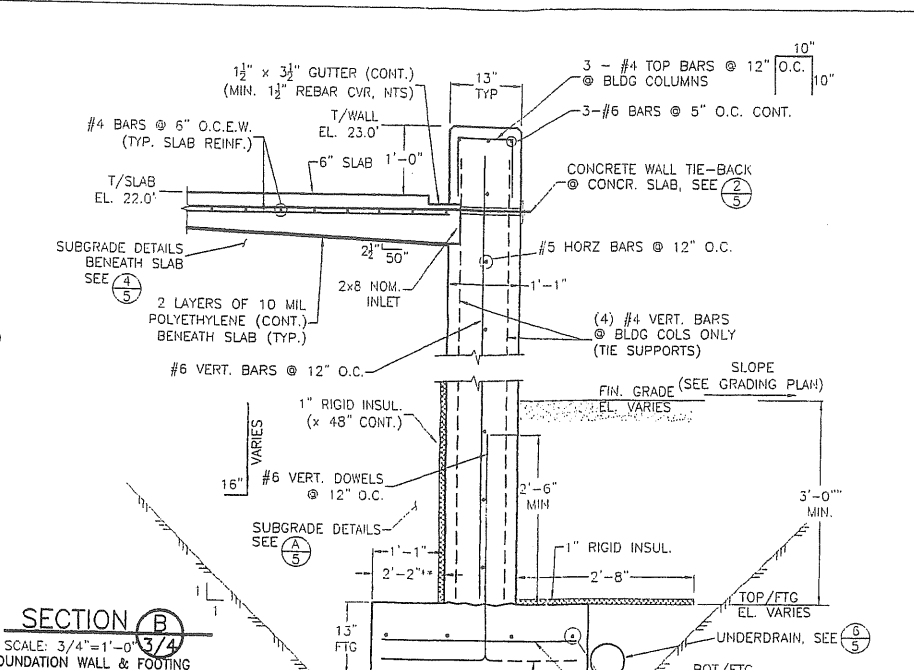 1½" x 3½" GUTTER (CONT.)
(MIN. 1½" REBAR CVR, NTS)
13"
TYP
3 - #4 TOP BARS @ 12" O.C.
@ BLDG COLUMNS
10"
10"
3-#6 BARS @ 5" O.C. CONT.
#4 BARS @ 6" O.C.E.W.
(TYP. SLAB REINF.)
T/WALL
EL. 23.0'
6" SLAB
1'-0"
T/SLAB
EL. 22.0'
CONCRETE WALL TIE-BACK
@ CONCR. SLAB, SEE 2
5
SUBGRADE DETAILS
BENEATH SLAB
SEE 4
5
2½"
50"
2x8 NOM.
INLET
#5 HORZ BARS @ 12" O.C.
1'-1"
2 LAYERS OF 10 MIL
POLYETHYLENE (CONT.)
BENEATH SLAB (TYP.)
(4) #4 VERT. BARS
@ BLDG COLS ONLY
(TIE SUPPORTS)
#6 VERT. BARS @ 12" O.C.
SLOPE
(SEE GRADING PLAN)
FIN. GRADE
EL. VARIES
1" RIGID INSUL.
(x 48" CONT.)
VARIES
16"
#6 VERT. DOWELS
@ 12" O.C.
2'-6"
MIN
3'-0"
MIN.
SUBGRADE DETAILS
SEE A
5
1'-1"
2'-2"**
1" RIGID INSUL.
2'-8"
1
1
TOP/FTG
EL. VARIES
SECTION B
3/4
SCALE: 3/4"=1'-0"
OUNDATION WALL & FOOTING
13"
FTG
UNDERDRAIN, SEE 6
5
BOT/FTG